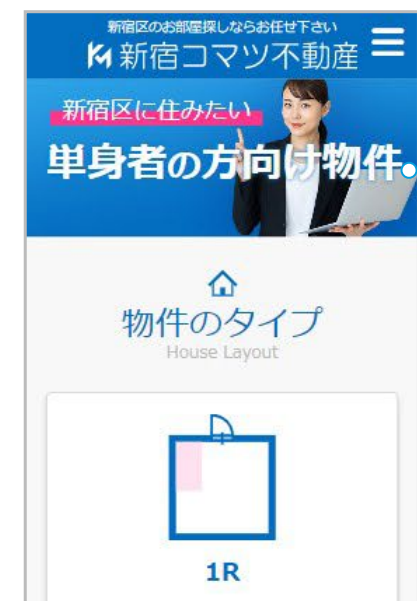 新宿区のお部屋探しならお任せ下さい
新宿コマツ不動産
新宿区に住みたい
単身者の方向け物件
物件のタイプ
House Layout
1R